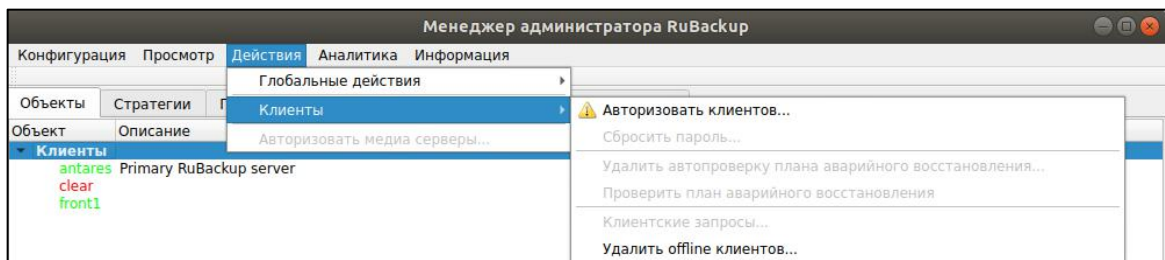 Менеджер администратора RuBackup
Конфигурация Просмотр Действия Аналитика Информация
Глобальные действия
Объекты Стратегии Клиенты Авторизовать клиентов...
Объект Описание Авторизовать медиа серверы... Сбросить пароль...
Клиенты
antares Primary RuBackup server Удалить автопроверку плана аварийного восстановления...
clear Проверить план аварийного восстановления
front1
Клиентские запросы...
Удалить offline клиентов...